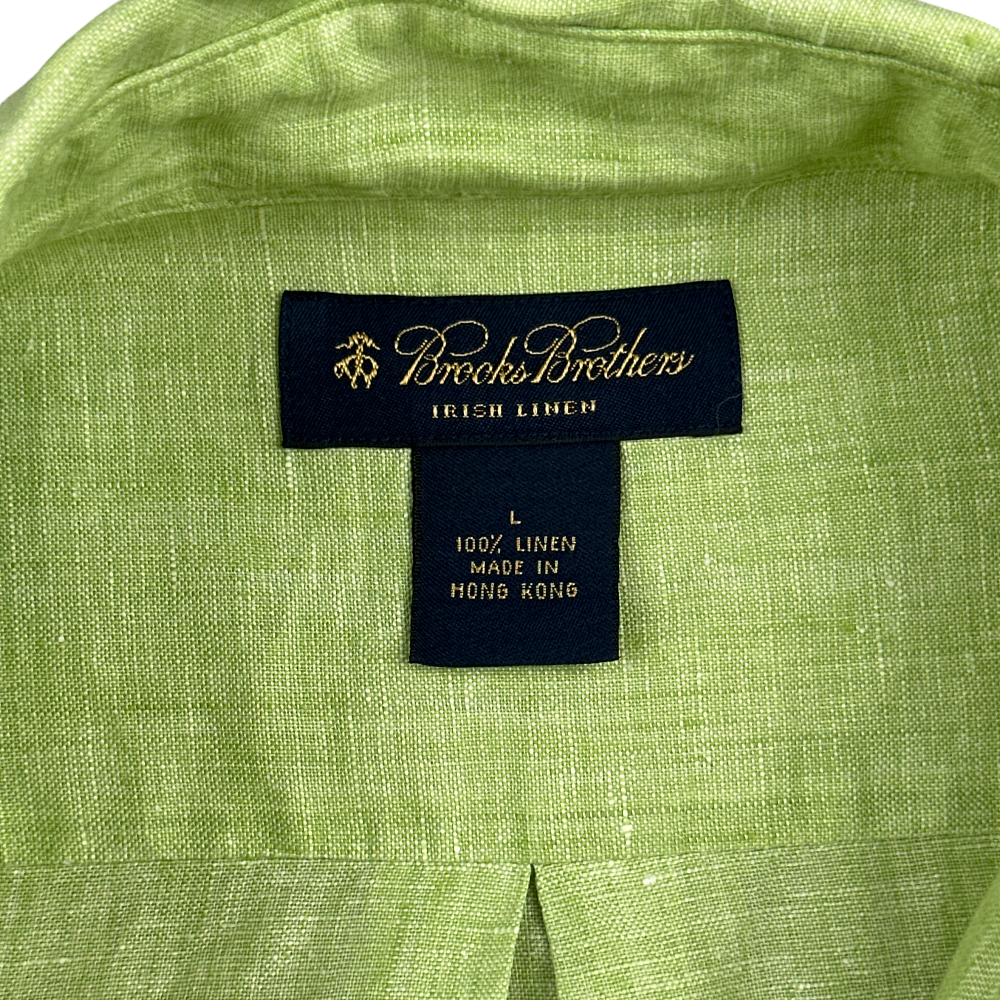 Brooks Brothers
IRISH LINEN
L
100% LINEN
MADE IN
HONG KONG